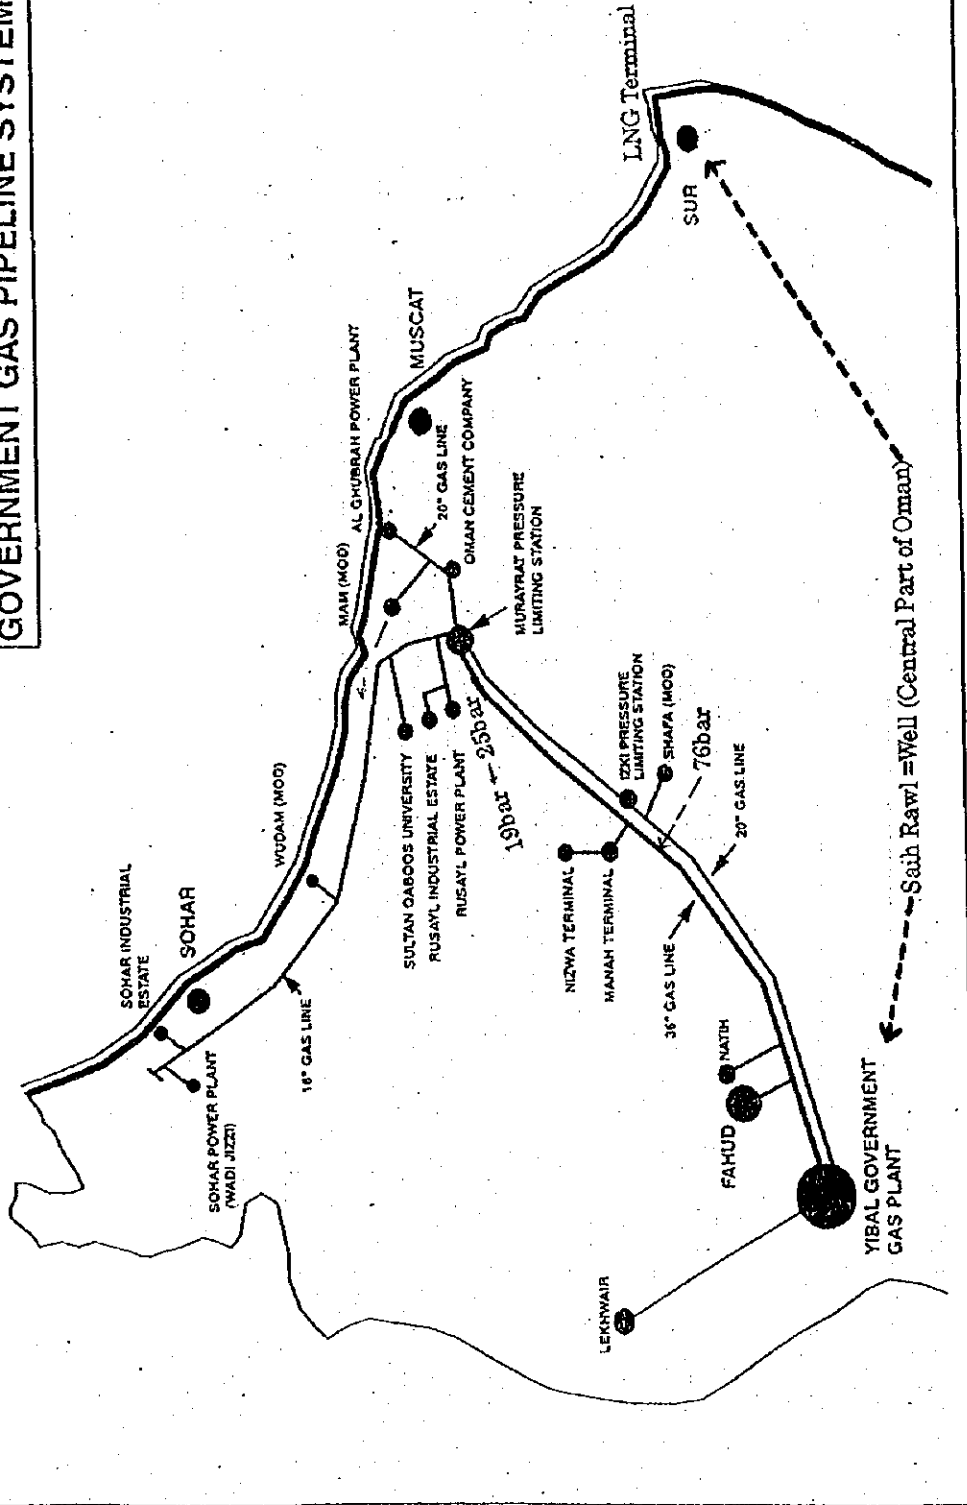 GOVERNMENT GAS PIPELINE SYSTEM
SOHAR INDUSTRIAL
ESTATE
SOHAR
SOHAR POWER PLANT
(WADI JIZZI)
16" GAS LINE
WUDAM (MOD)
MAM (MOD)
AL GHUBRAH POWER PLANT
MUSCAT
20" GAS LINE
OMAN CEMENT COMPANY
MURAYRAT PRESSURE
LIMITING STATION
SULTAN QABOOS UNIVERSITY
RUSAYL INDUSTRIAL ESTATE
RUSAYL POWER PLANT
19bar - 25bar
LNG Terminal
SUR
NIZWA TERMINAL
MANAH TERMINAL
IZKI PRESSURE
LIMITING STATION
SHAFA (MOD)
76bar
20" GAS LINE
36" GAS LINE
NATIH
FAHUD
LEKHWAIR
YIBAL GOVERNMENT
GAS PLANT
Saih Rawl =Well (Central Part of Oman)